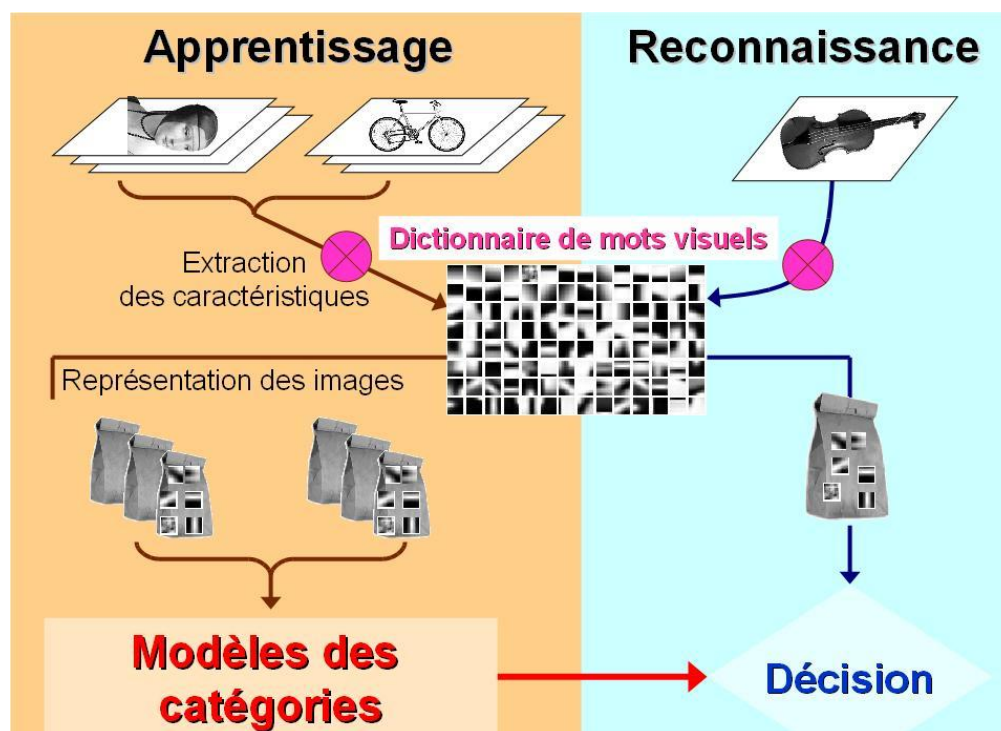 Apprentissage
Reconnaissance
Dictionnaire de mots visuels
Extraction
des caractéristiques
Représentation des images
Modèles des
catégories
Décision